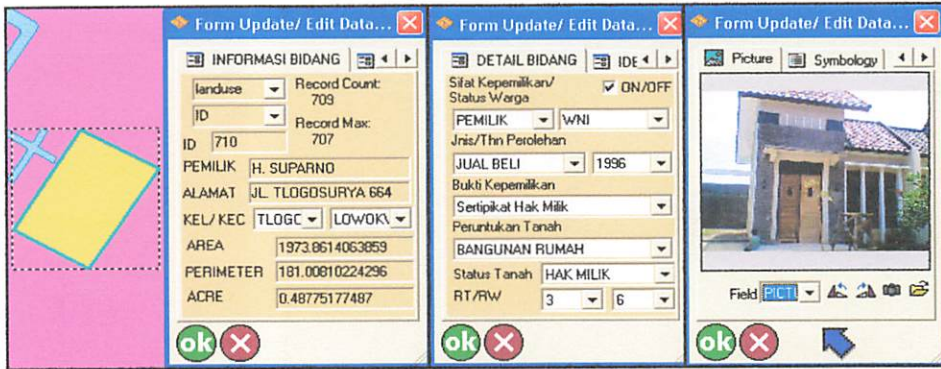 Form Update/ Edit Data...
INFORMASI BIDANG
landuse
Record Count:
709
ID
Record Max:
707
ID 710
PEMILIK H. SUPARNO
ALAMAT JL. TLOGOSURYA 664
KEL/ KEC TLOGC LOWOK
AREA 1973.8614063859
PERIMETER 181.00810224296
ACRE 0.48775177487
ok
Form Update/ Edit Data...
DETAIL BIDANG IDE
Sifat Kepemilikan/
Status Warga
ON/OFF
PEMILIK WNI
Jnis/Thn Perolehan
JUAL BELI 1996
Bukti Kepemilikan
Sertipikat Hak Milik
Peruntukan Tanah
BANGUNAN RUMAH
Status Tanah HAK MILIK
RT/RW 3 6
ok
Form Update/ Edit Data...
Picture Symbology
Field PICTU
ok